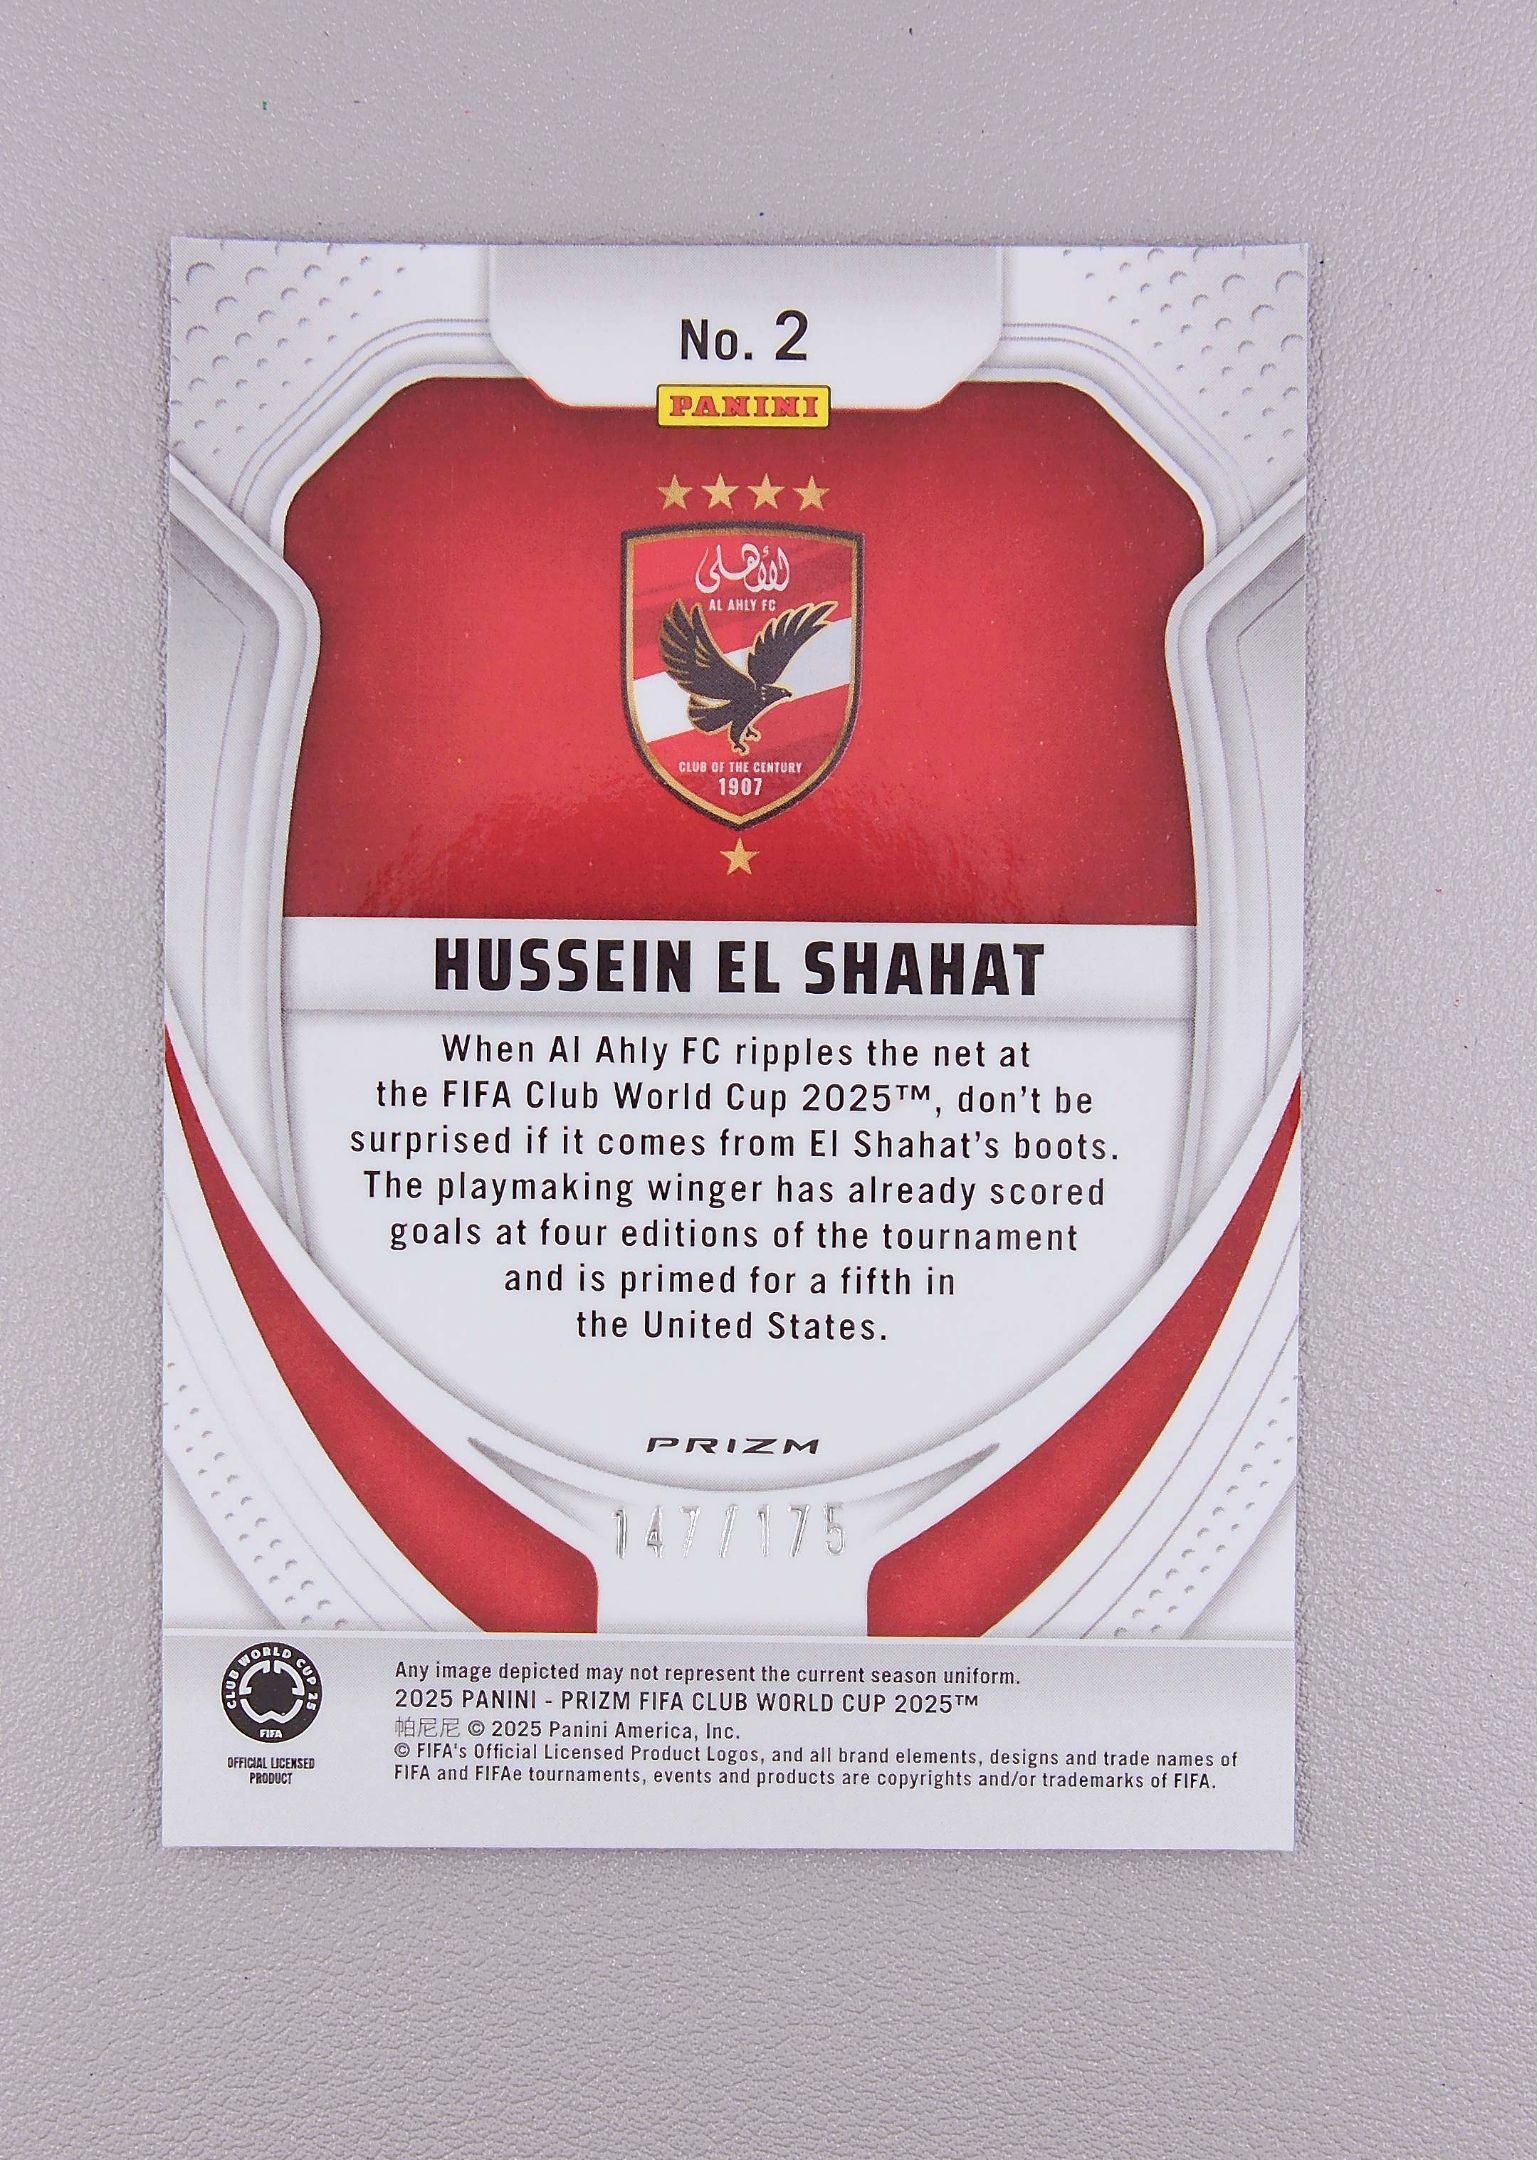 No. 2
PANINI
الأهلي
AL AHLY FC
CLUB OF THE CENTURY
1907
HUSSEIN EL SHAHAT
When Al Ahly FC ripples the net at
the FIFA Club World Cup 2025™, don't be
surprised if it comes from El Shahat's boots.
The playmaking winger has already scored
goals at four editions of the tournament
and is primed for a fifth in
the United States.
PRIZM
147/175
CLUB WORLD CUP 25
FIFA
OFFICIAL LICENSED
PRODUCT
Any image depicted may not represent the current season uniform.
2025 PANINI - PRIZM FIFA CLUB WORLD CUP 2025™
帕尼尼 © 2025 Panini America, Inc.
© FIFA's Official Licensed Product Logos, and all brand elements, designs and trade names of
FIFA and FIFAe tournaments, events and products are copyrights and/or trademarks of FIFA.